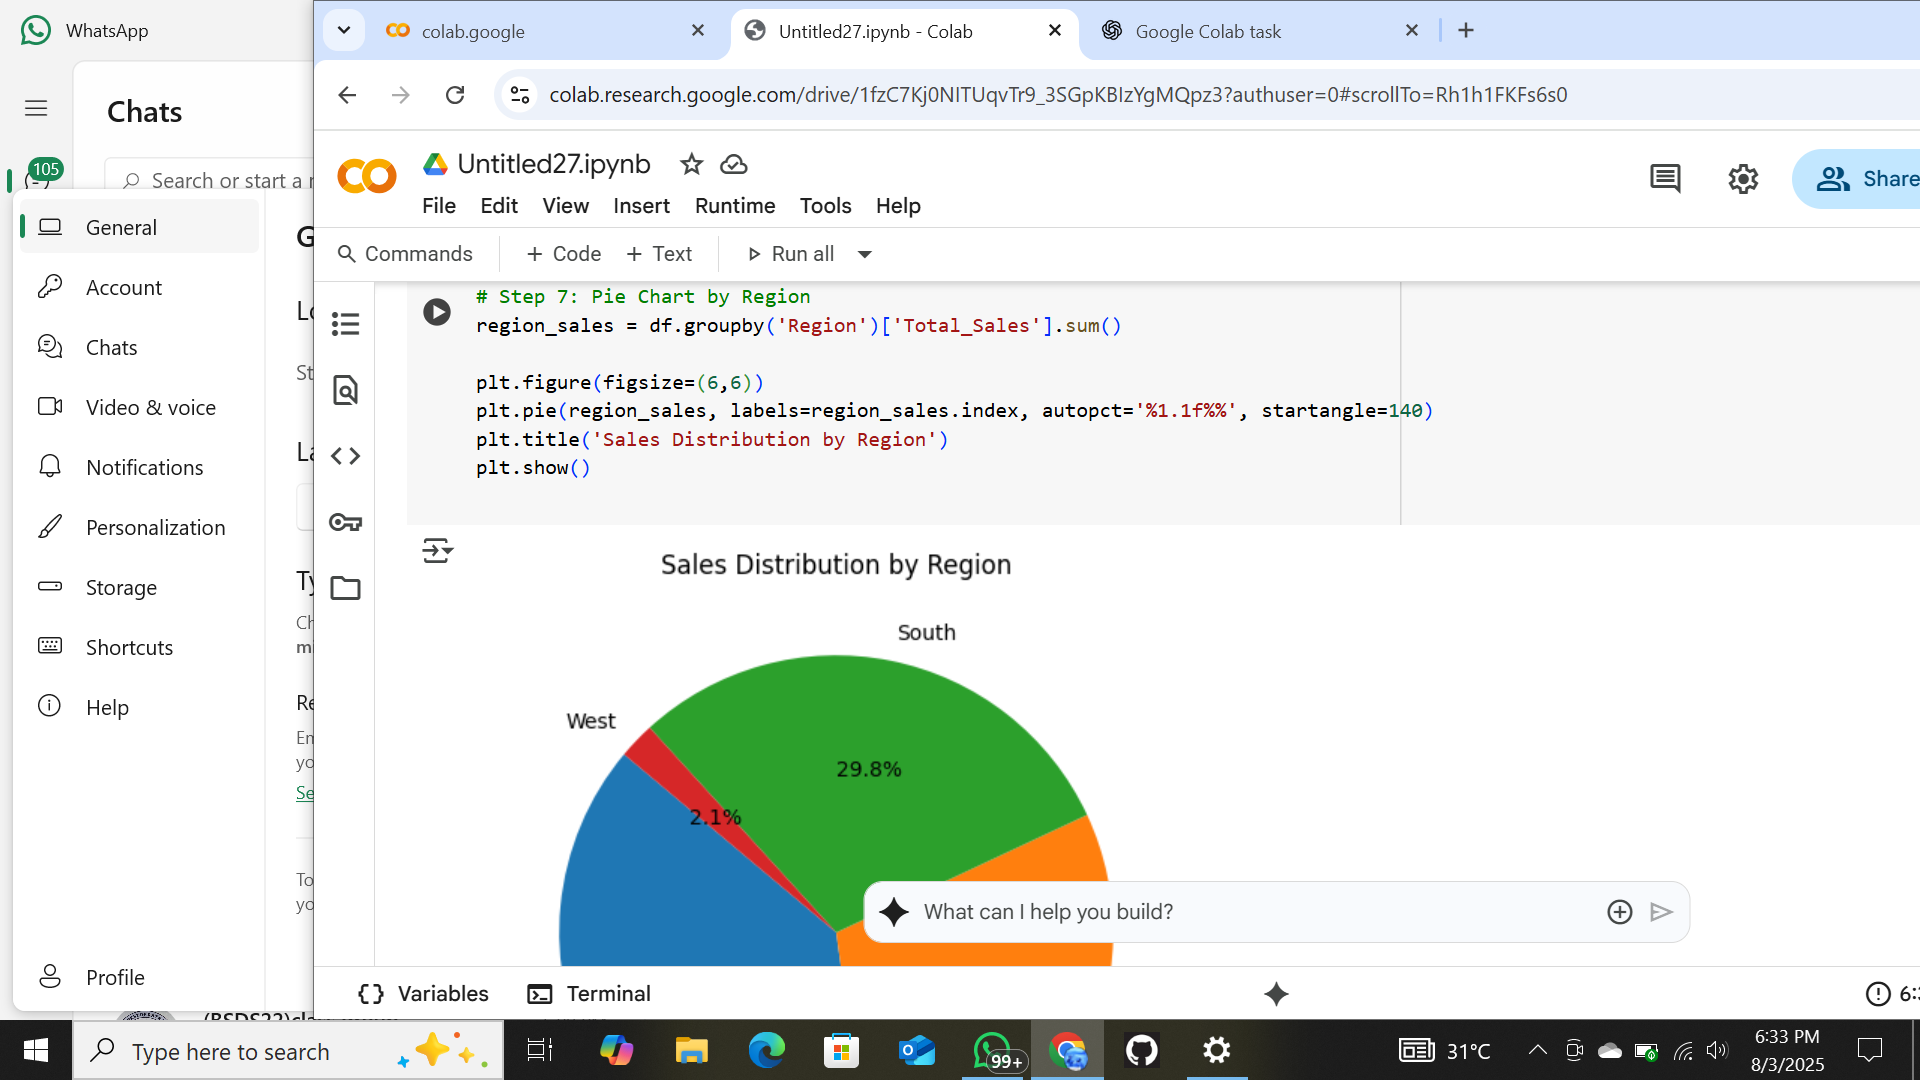 WhatsApp
Chats
105
Search or start a
General
Account
Chats
Video & voice
Notifications
Personalization
Storage
Shortcuts
Help
Profile
colab.google
Untitled27.ipynb - Colab
Google Colab task
colab.research.google.com/drive/1fzC7Kj0NITUqvTr9_3SGpKBIzYgMQpz3?authuser=0#scrollTo=Rh1h1FKFs6s0
Untitled27.ipynb
Share
File Edit View Insert Runtime Tools Help
Commands + Code + Text Run all
# Step 7: Pie Chart by Region
region_sales = df.groupby('Region')['Total_Sales'].sum()
plt.figure(figsize=(6,6))
plt.pie(region_sales, labels=region_sales.index, autopct='%1.1f%%', startangle=140)
plt.title('Sales Distribution by Region')
plt.show()
Sales Distribution by Region
South
West
29.8%
2.1%
What can I help you build?
Variables Terminal
Type here to search
99+
31°C
6:33 PM
8/3/2025